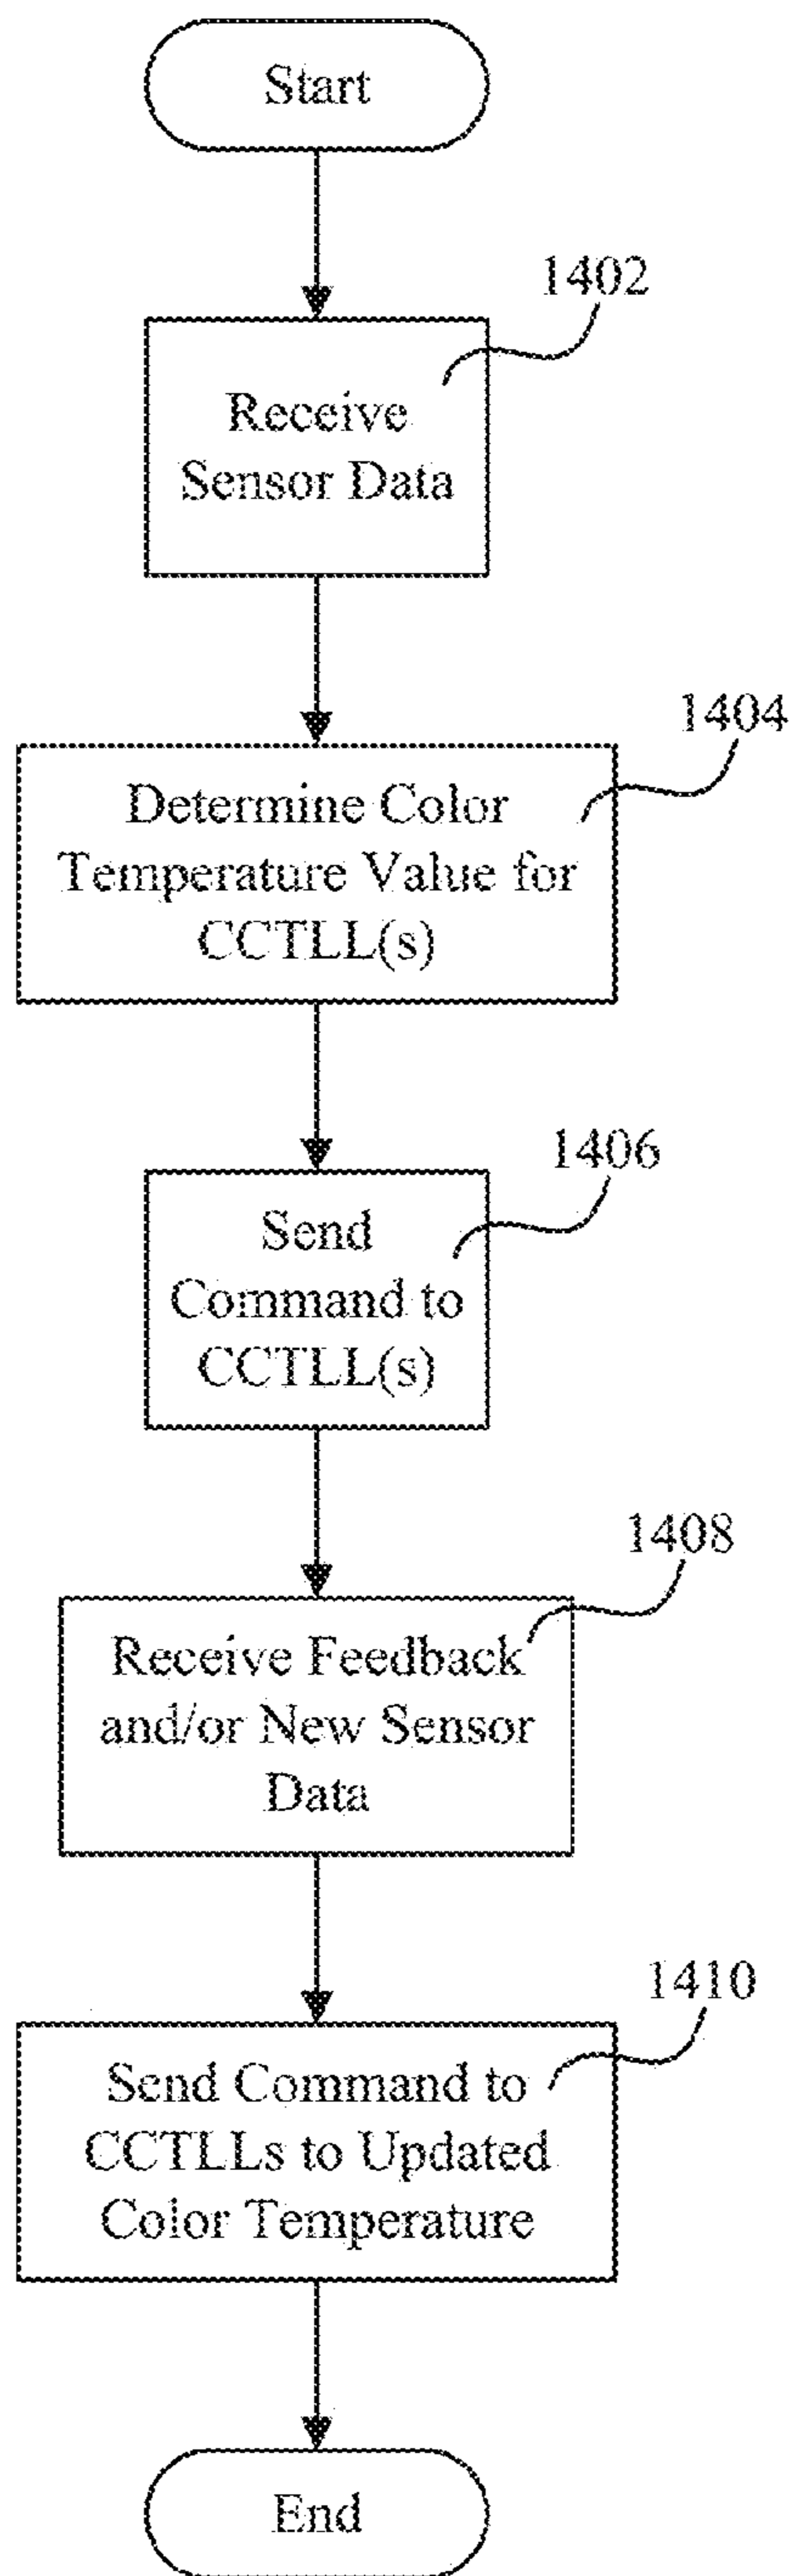 Start
1402
Receive
Sensor Data
1404
Determine Color
Temperature Value for
CCTLL(s)
1406
Send
Command to
CCTLL(s)
1408
Receive Feedback
and/or New Sensor
Data
1410
Send Command to
CCTLLs to Updated
Color Temperature
End